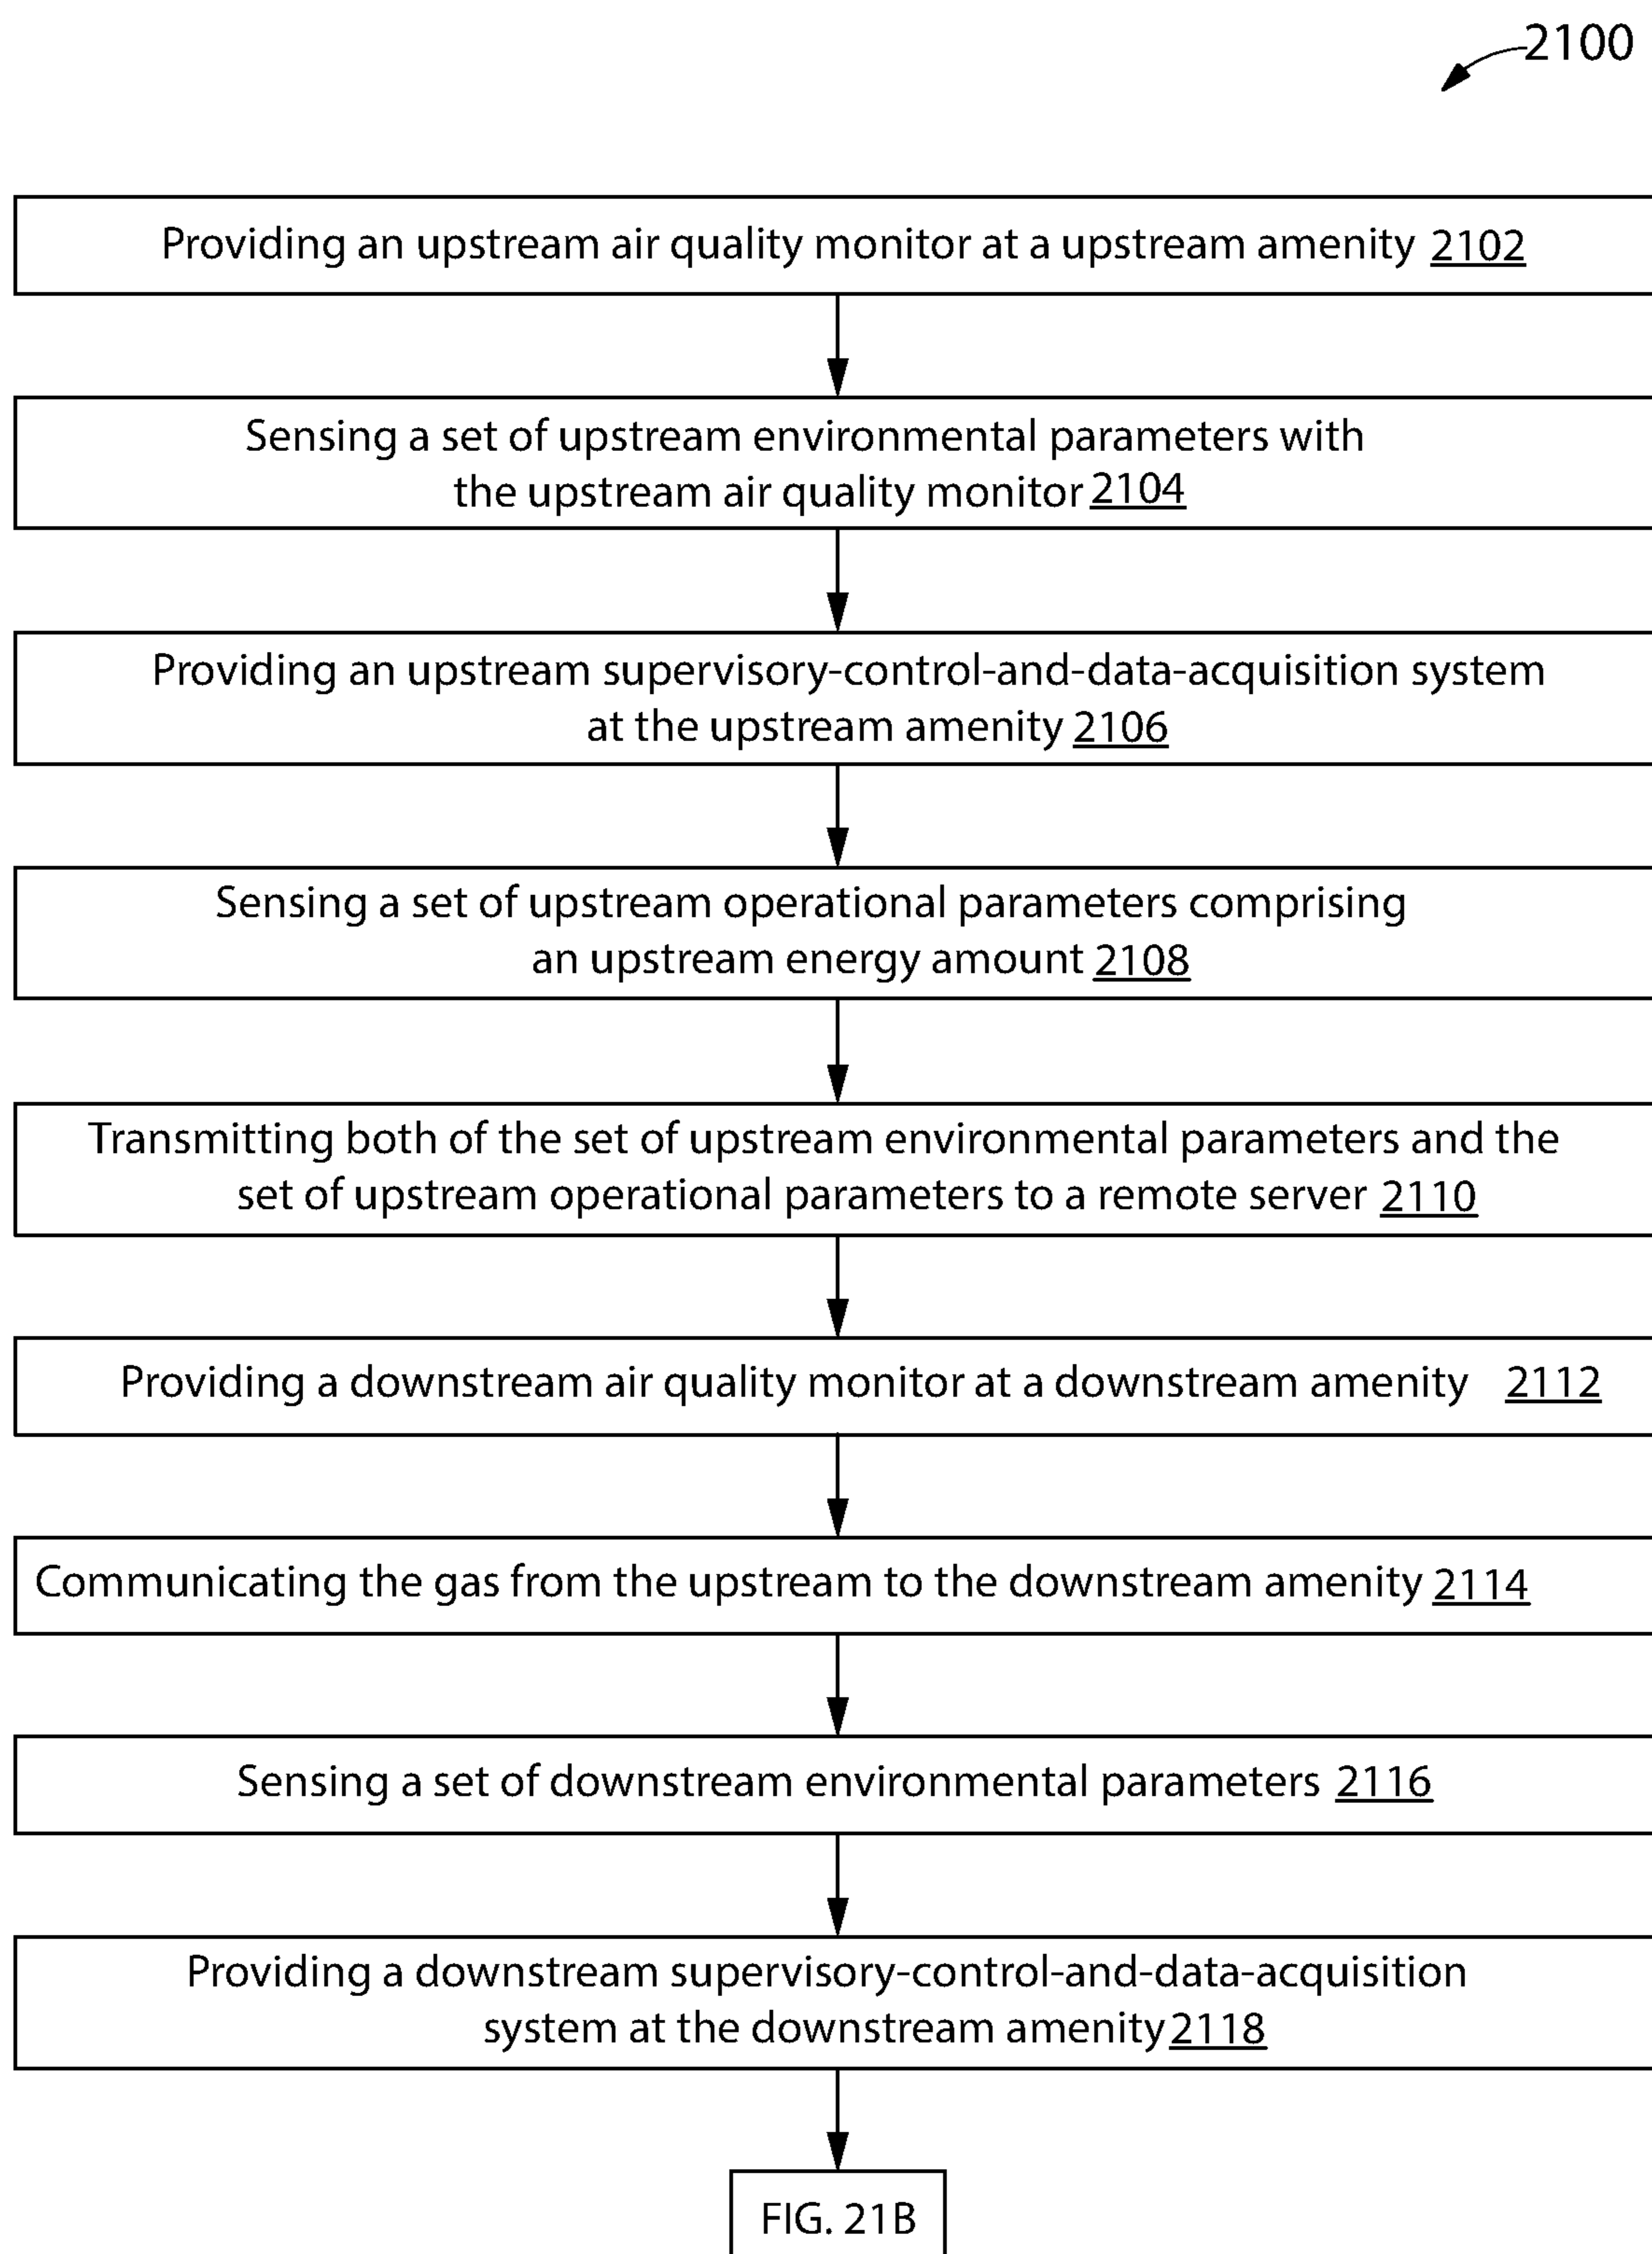 2100
Providing an upstream air quality monitor at a upstream amenity 2102
Sensing a set of upstream environmental parameters with
the upstream air quality monitor 2104
Providing an upstream supervisory-control-and-data-acquisition system
at the upstream amenity 2106
Sensing a set of upstream operational parameters comprising
an upstream energy amount 2108
Transmitting both of the set of upstream environmental parameters and the
set of upstream operational parameters to a remote server 2110
Providing a downstream air quality monitor at a downstream amenity 2112
Communicating the gas from the upstream to the downstream amenity 2114
Sensing a set of downstream environmental parameters 2116
Providing a downstream supervisory-control-and-data-acquisition
system at the downstream amenity 2118
FIG. 21B